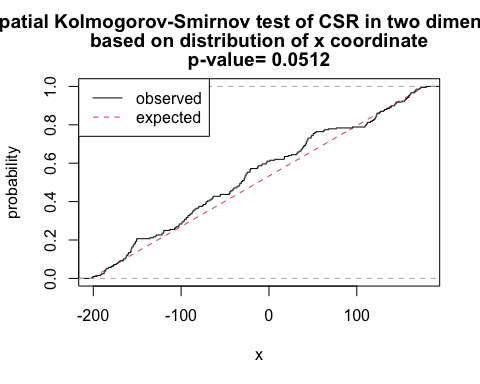 patial Kolmogorov-Smirnov test of CSR in two dimen
based on distribution of x coordinate
p-value= 0.0512
observed
expected
probability
1.0
0.8
0.6
0.4
0.2
0.0
-200 -100 0 100
x